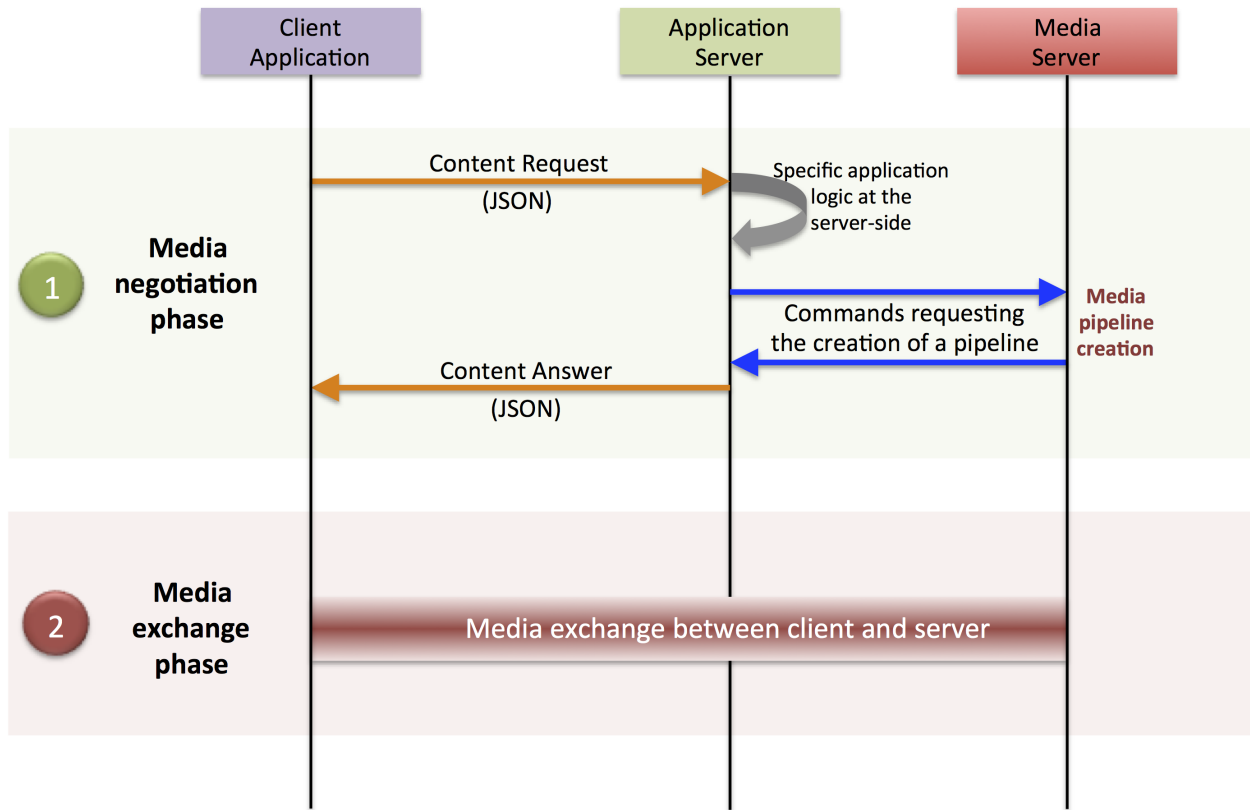 Client
Application
Application
Server
Media
Server
Content Request
(JSON)
Specific application
logic at the
server-side
1
Media
negotiation
phase
Commands requesting
the creation of a pipeline
Media
pipeline
creation
Content Answer
(JSON)
2
Media
exchange
phase
Media exchange between client and server